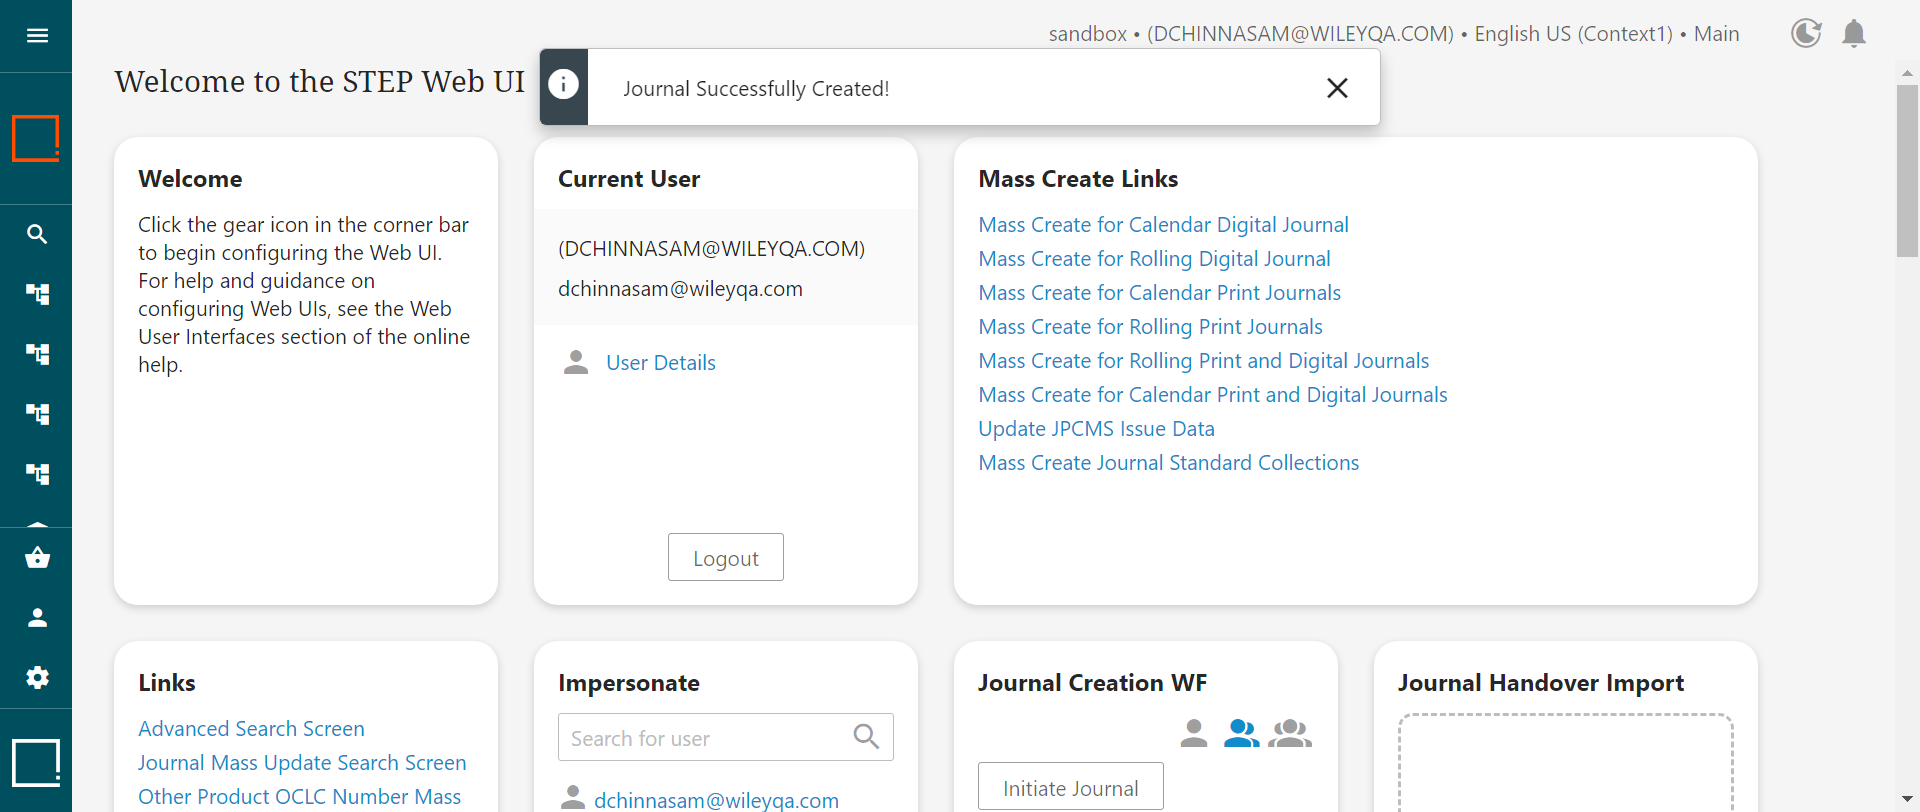 sandbox • (DCHINNASAM@WILEYQA.COM) • English US (Context1) • Main
Welcome to the STEP Web UI
Journal Successfully Created!
Welcome
Click the gear icon in the corner bar
to begin configuring the Web UI.
For help and guidance on
configuring Web UIs, see the Web
User Interfaces section of the online
help.
Current User
(DCHINNASAM@WILEYQA.COM)
dchinnasam@wileyqa.com
User Details
Logout
Mass Create Links
Mass Create for Calendar Digital Journal
Mass Create for Rolling Digital Journal
Mass Create for Calendar Print Journals
Mass Create for Rolling Print Journals
Mass Create for Rolling Print and Digital Journals
Mass Create for Calendar Print and Digital Journals
Update JPCMS Issue Data
Mass Create Journal Standard Collections
Links
Advanced Search Screen
Journal Mass Update Search Screen
Other Product OCLC Number Mass
Impersonate
Search for user
dchinnasam@wileyqa.com
Journal Creation WF
Initiate Journal
Journal Handover Import